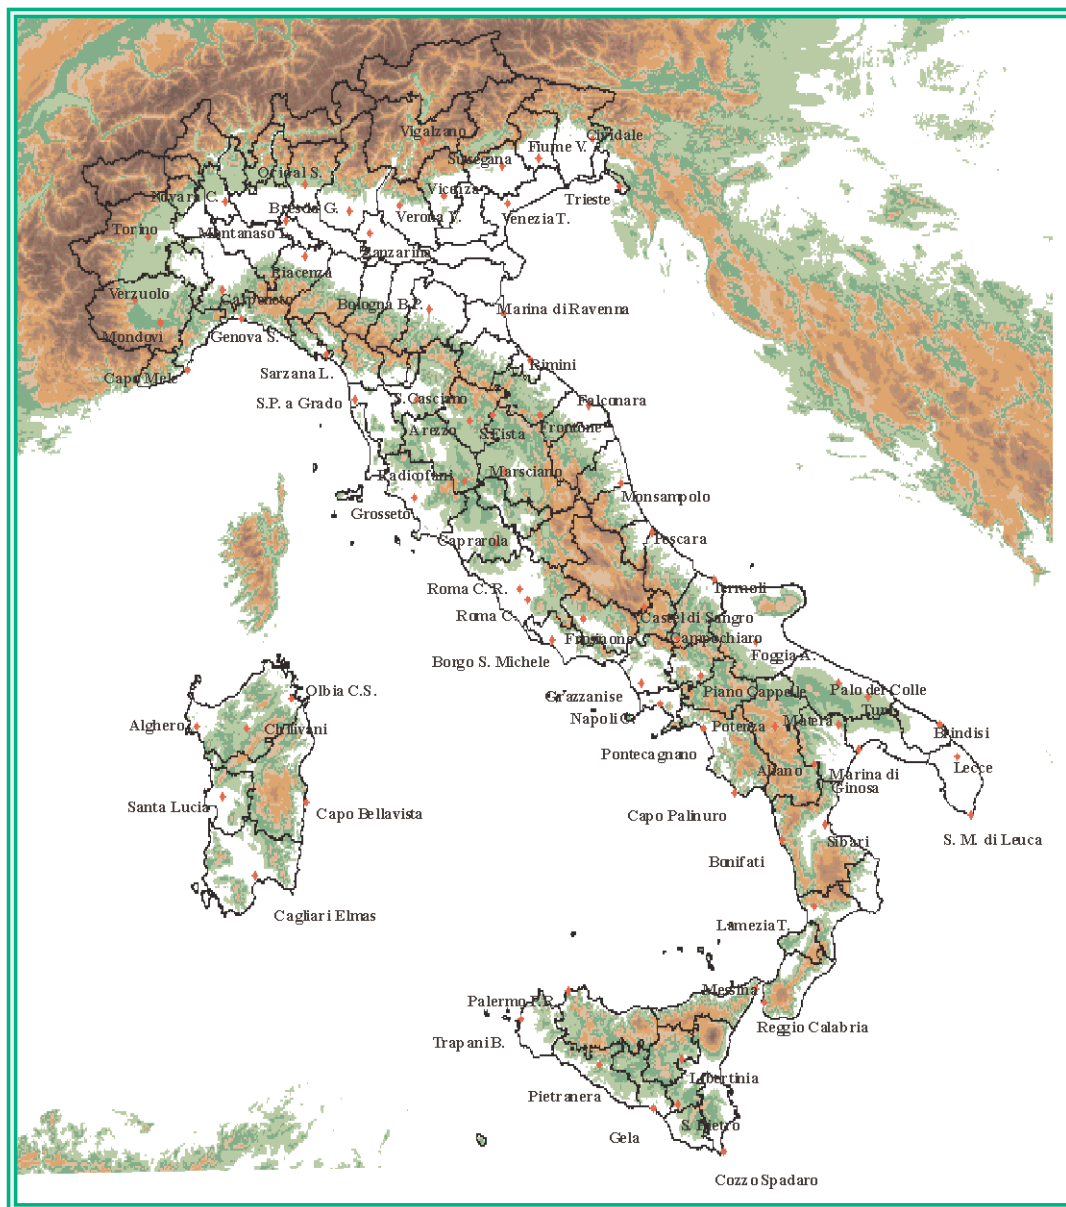 Vigalzano
Cividale
Fiume V.
Susegana
Orival S.
Vicenza
Novara C.
Trieste
Brescia G.
Verona V.
Venezia T.
Torino
Montanaso L.
Zanzarina
Piacenza
Verzuolo
Carpeneto
Bologna B.P.
Marina di Ravenna
Mondovi
Genova S.
Rimini
Capo Mele
Sarzana L.
S.Casciano
S.P. a Grado
Falconara
Arezzo
S.Fista
Frontone
Radicofani
Marsciano
Monsampolo
Grosseto
Caprarola
Pescara
Roma C. R.
Termoli
Roma C.
Castel di Sangro
Frosinone
Campochiaro
Foggia A.
Borgo S. Michele
Olbia C.S.
Grazzanise
Piano Cappelle
Palo del Colle
Turi
Napoli C.
Alghero
Chilivani
Potenza
Matera
Brindisi
Pontecagnano
Aliano
Marina di
Ginosa
Lecce
Santa Lucia
Capo Bellavista
Capo Palinuro
Sibari
S. M. di Leuca
Bonifati
Cagliari Elmas
Lamezia T.
Messina
Palermo P.R.
Reggio Calabria
Trapani B.
Libertinia
Pietranera
S. Pietro
Gela
Cozzo Spadaro